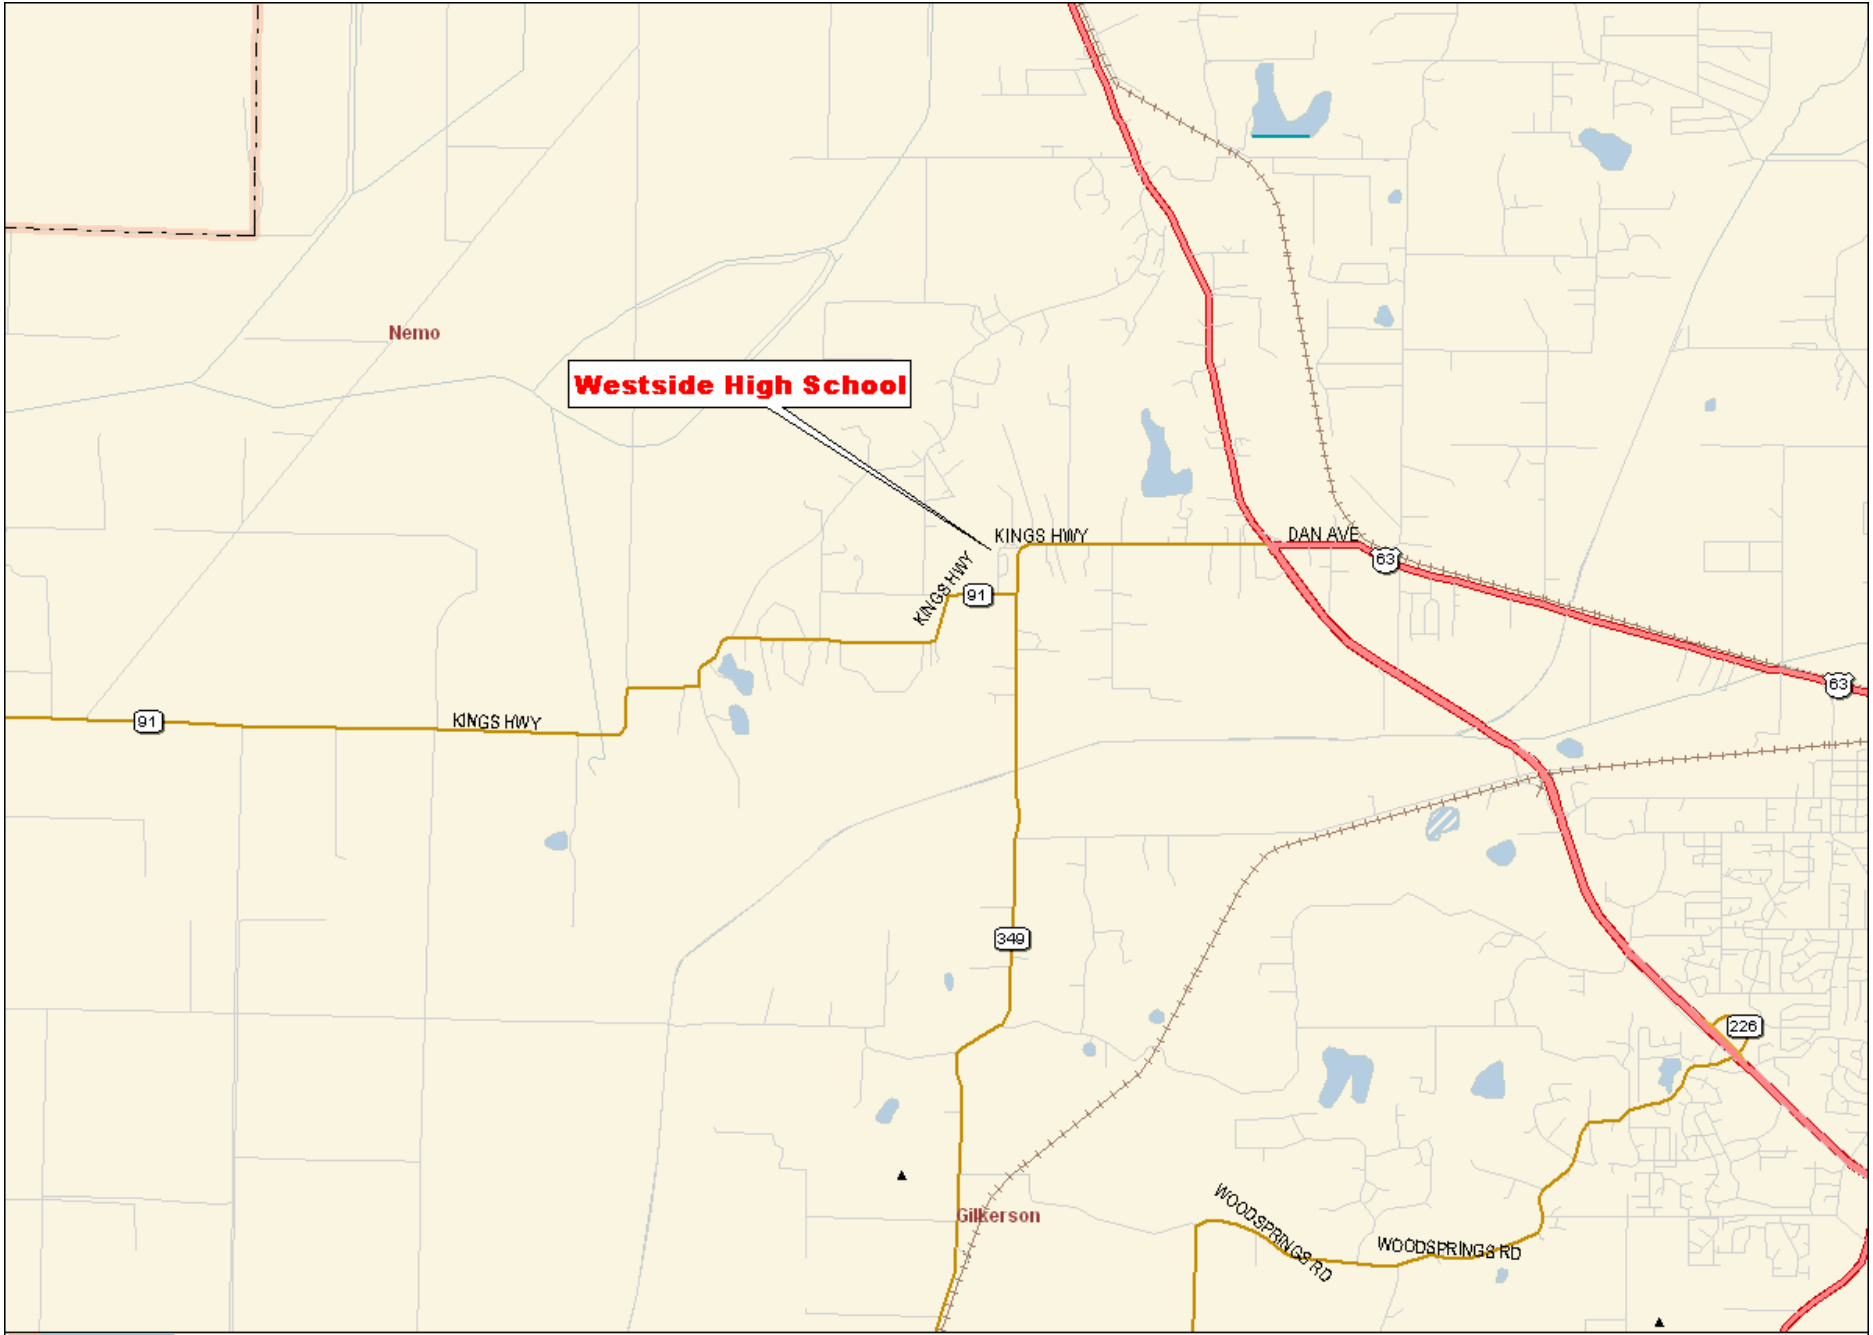 Nemo
Westside High School
KINGS HWY
DAN AVE
63
KINGS HWY
91
63
91
KINGS HWY
349
226
WOODSPRINGS RD
Gilkerson
WOODSPRINGS RD